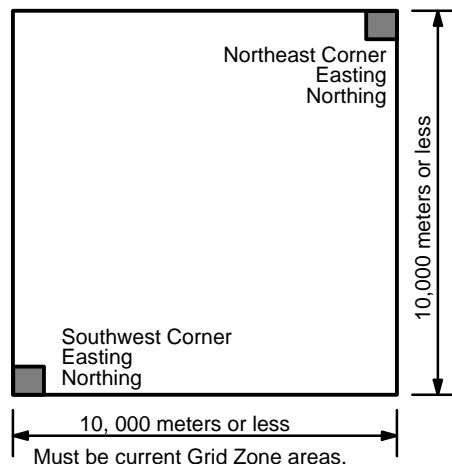 Northeast Corner
Easting
Northing
10,000 meters or less
Southwest Corner
Easting
Northing
10, 000 meters or less
Must be current Grid Zone areas.